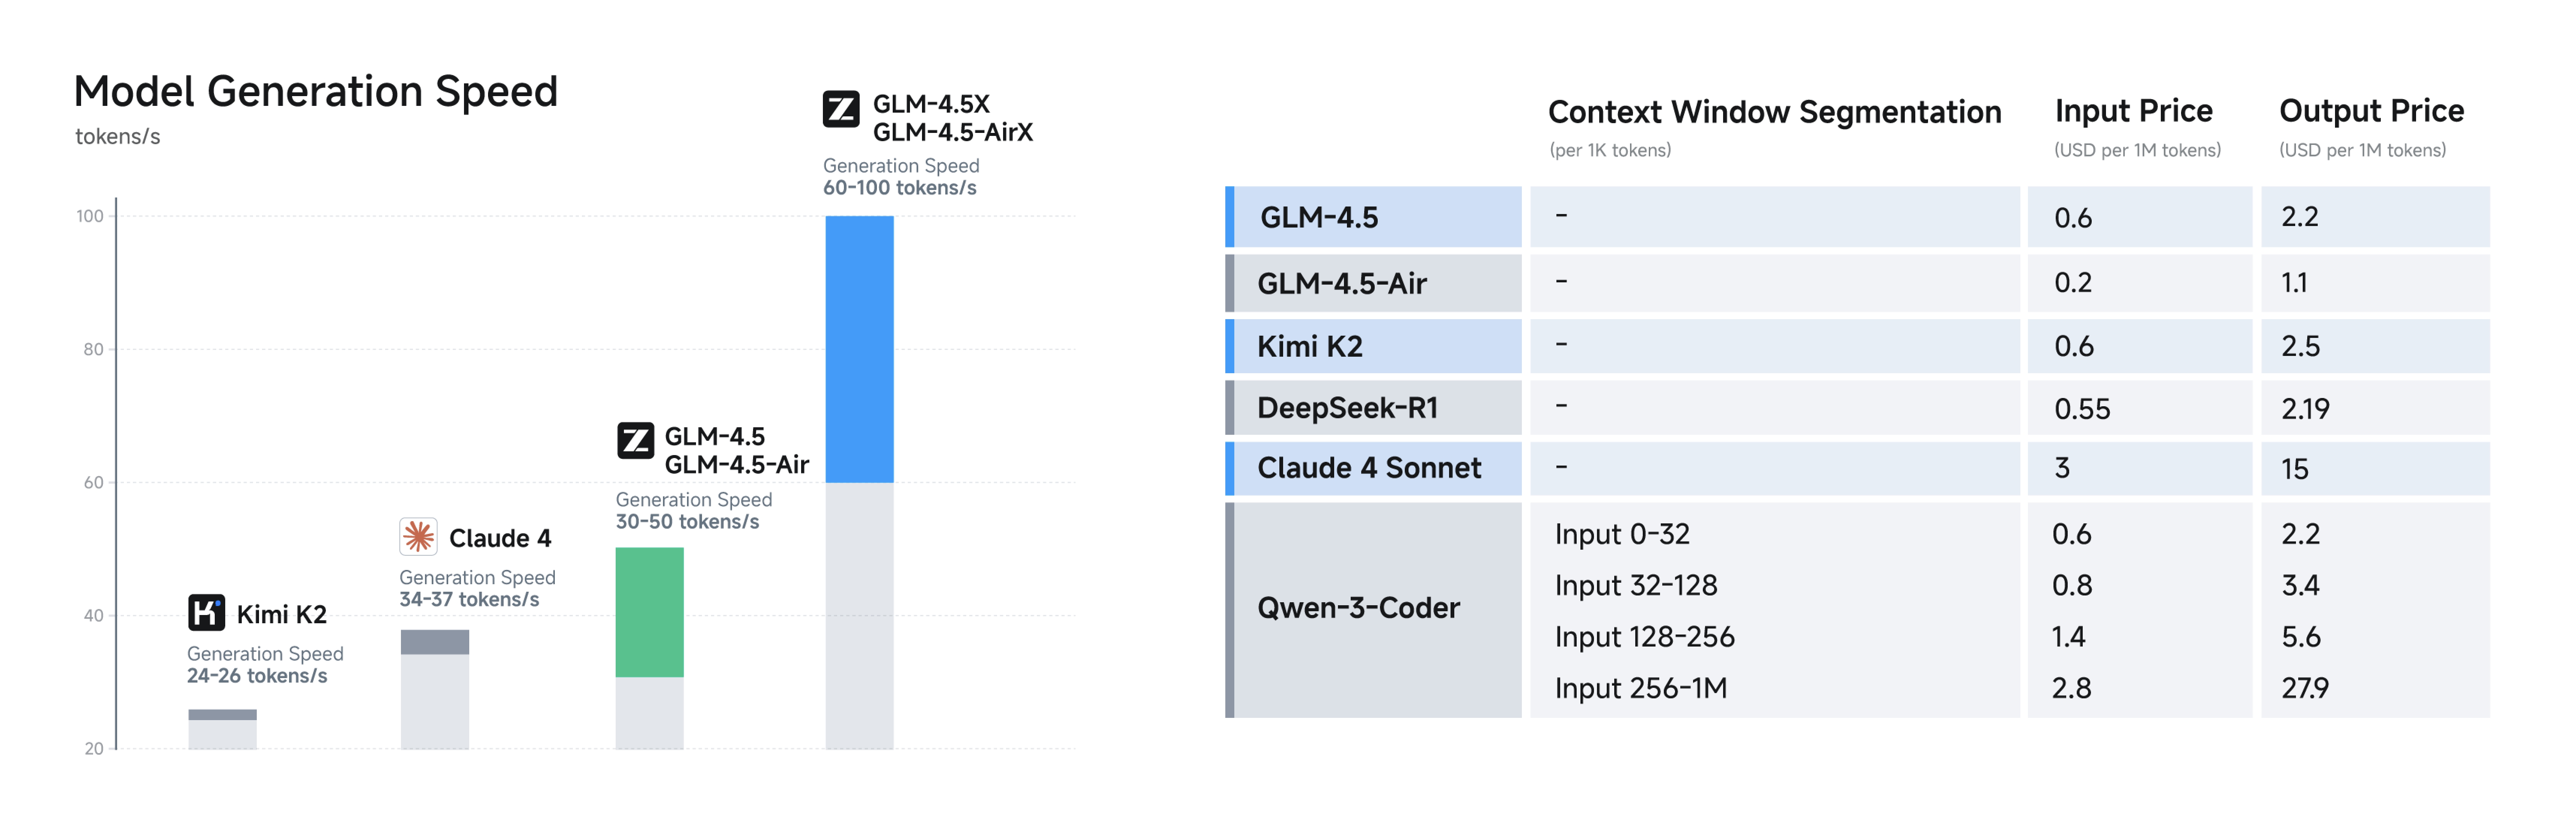 Model Generation Speed
tokens/s
100
80
60
40
20
Kimi K2
Generation Speed
24-26 tokens/s
Claude 4
Generation Speed
34-37 tokens/s
GLM-4.5
GLM-4.5-Air
Generation Speed
30-50 tokens/s
GLM-4.5X
GLM-4.5-AirX
Generation Speed
60-100 tokens/s
Context Window Segmentation Input Price Output Price
(per 1K tokens) (USD per 1M tokens) (USD per 1M tokens)
GLM-4.5 - 0.6 2.2
GLM-4.5-Air - 0.2 1.1
Kimi K2 - 0.6 2.5
DeepSeek-R1 - 0.55 2.19
Claude 4 Sonnet - 3 15
Qwen-3-Coder
Input 0-32 0.6 2.2
Input 32-128 0.8 3.4
Input 128-256 1.4 5.6
Input 256-1M 2.8 27.9